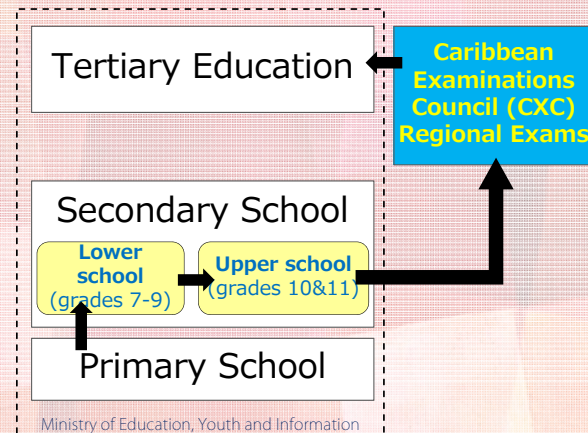 Tertiary Education
Caribbean
Examinations
Council (CXC)
Regional Exams
Secondary School
Lower
school
(grades 7-9)
Upper school
(grades 10&11)
Primary School
Ministry of Education, Youth and Information